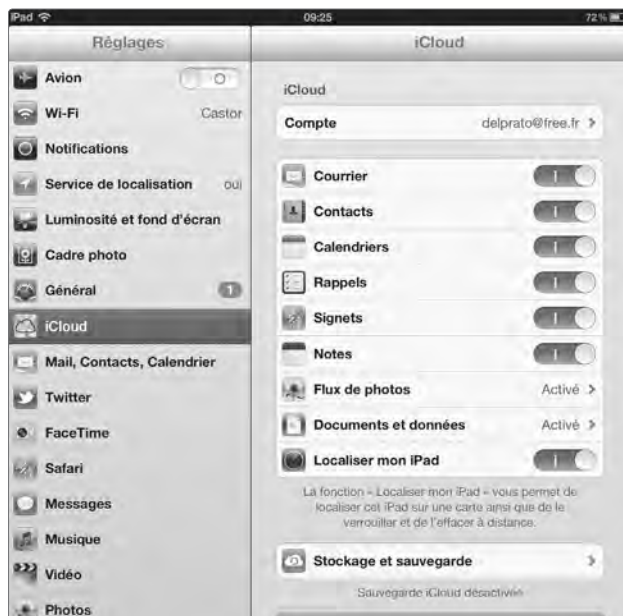 iPad 09:25 72 %
Réglages
Avion
Wi-Fi Castor
Notifications
Service de localisation oui
Luminosité et fond d'écran
Cadre photo
Général 1
iCloud
Mail, Contacts, Calendrier
Twitter
FaceTime
Safari
Messages
Musique
Vidéo
Photos
iCloud
iCloud
Compte delprato@free.fr
Courrier
Contacts
Calendriers
Rappels
Signets
Notes
Flux de photos Activé
Documents et données Activé
Localiser mon iPad
La fonction « Localiser mon iPad » vous permet de
localiser cet iPad sur une carte ainsi que de le
verrouiller et de l'effacer à distance.
Stockage et sauvegarde
Sauvegarde iCloud désactivée